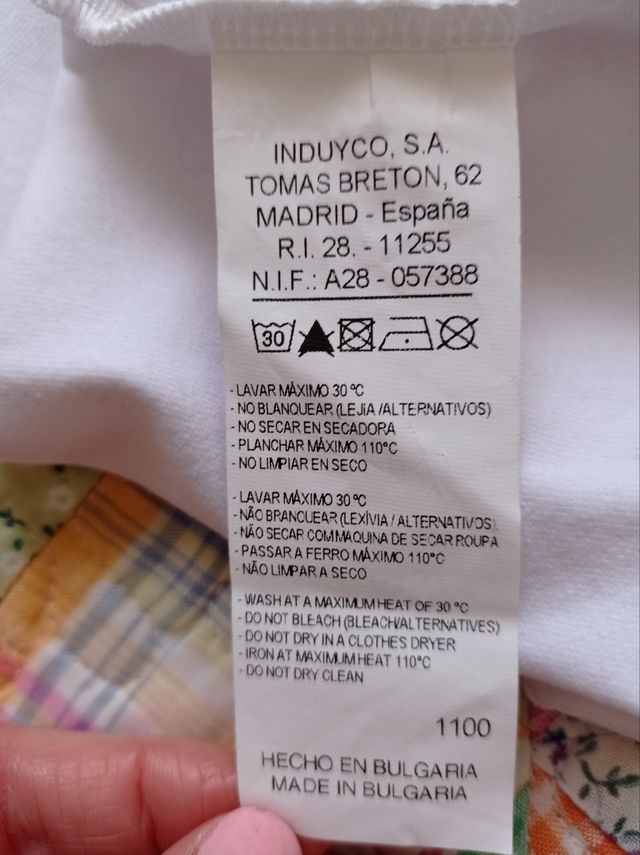 INDUYCO, S.A.
TOMAS BRETON, 62
MADRID - España
R.I. 28. - 11255
N.I.F.: A28 - 057388
30
- LAVAR MÁXIMO 30 ºC
- NO BLANQUEAR (LEJIA /ALTERNATIVOS)
- NO SECAR EN SECADORA
- PLANCHAR MÁXIMO 110ºC
- NO LIMPIAR EN SECO
- LAVAR MÁXIMO 30 ºC
- NÃO BRANQUEAR (LEXÍVIA / ALTERNATIVOS)
- NÃO SECAR COM MAQUINA DE SECAR ROUPA
- PASSAR A FERRO MÁXIMO 110ºC
- NÃO LIMPAR A SECO
- WASH AT A MAXIMUM HEAT OF 30 ºC
- DO NOT BLEACH (BLEACH/ALTERNATIVES)
- DO NOT DRY IN A CLOTHES DRYER
- IRON AT MAXIMUM HEAT 110ºC
- DO NOT DRY CLEAN
1100
HECHO EN BULGARIA
MADE IN BULGARIA